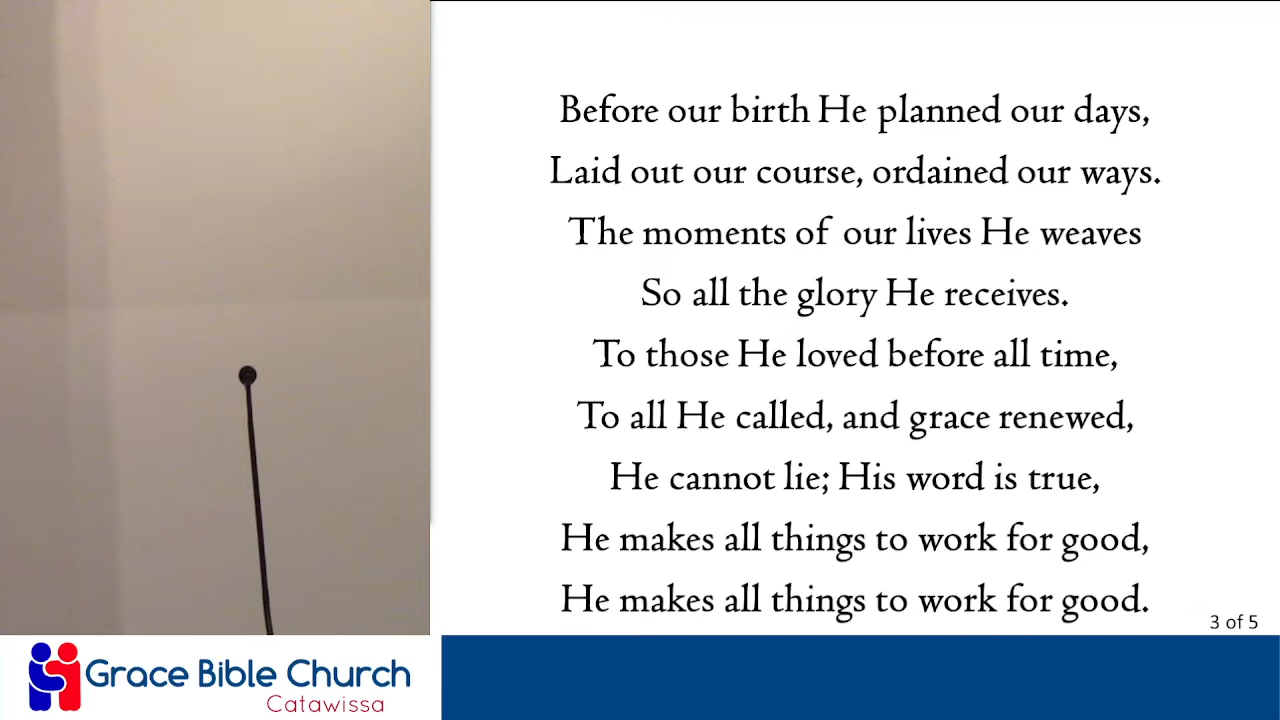 Before our birth He planned our days,
Laid out our course, ordained our ways.
The moments of our lives He weaves
So all the glory He receives.
To those He loved before all time,
To all He called, and grace renewed,
He cannot lie; His word is true,
He makes all things to work for good,
He makes all things to work for good.
3 of 5
Grace Bible Church
Catawissa